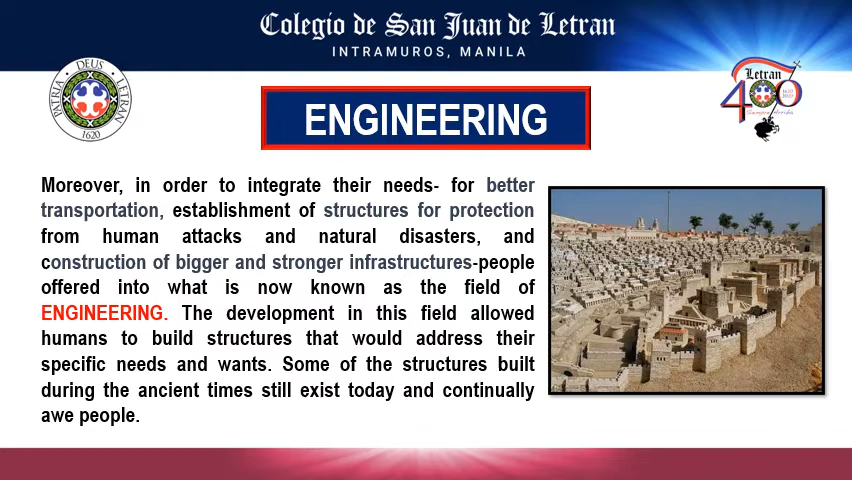 Colegio de San Juan de Letran
INTRAMUROS, MANILA
DEUS
PATRIA
LETRAN
1620
Letran
400
ENGINEERING
Moreover, in order to integrate their needs- for better
transportation, establishment of structures for protection
from human attacks and natural disasters, and
construction of bigger and stronger infrastructures-people
offered into what is now known as the field of
ENGINEERING. The development in this field allowed
humans to build structures that would address their
specific needs and wants. Some of the structures built
during the ancient times still exist today and continually
awe people.